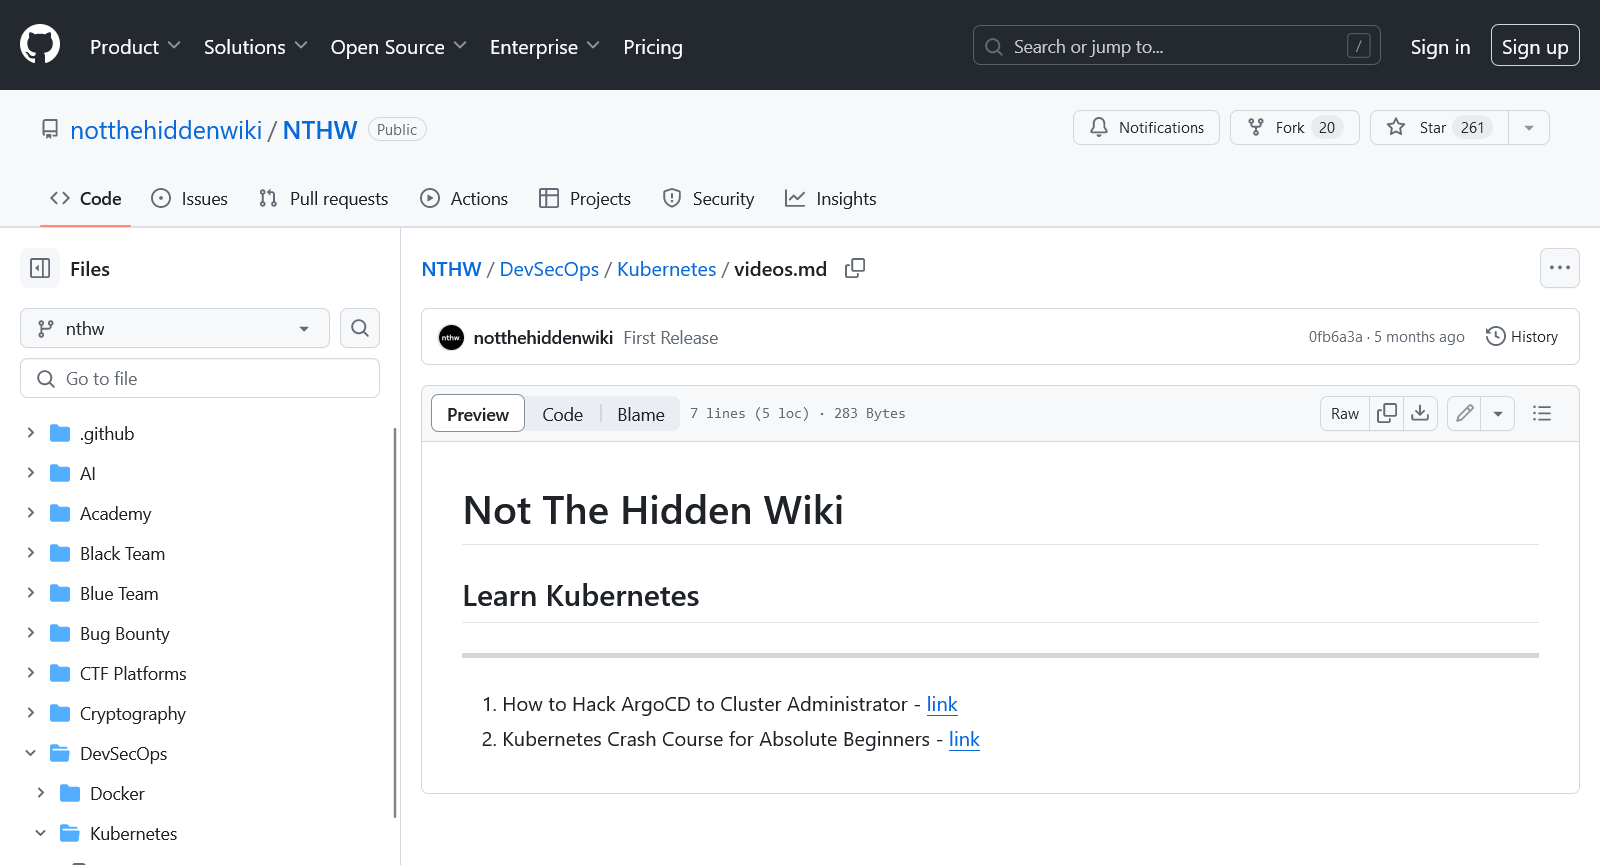 Product Solutions Open Source Enterprise Pricing Search or jump to... / Sign in Sign up
notthehiddenwiki / NTHW Public Notifications Fork 20 Star 261
Code Issues Pull requests Actions Projects Security Insights
Files
nthw
Go to file
.github
AI
Academy
Black Team
Blue Team
Bug Bounty
CTF Platforms
Cryptography
DevSecOps
Docker
Kubernetes
NTHW / DevSecOps / Kubernetes / videos.md
nthw notthehiddenwiki First Release 0fb6a3a · 5 months ago History
Preview Code Blame 7 lines (5 loc) · 283 Bytes Raw
Not The Hidden Wiki
Learn Kubernetes
1. How to Hack ArgoCD to Cluster Administrator - link
2. Kubernetes Crash Course for Absolute Beginners - link